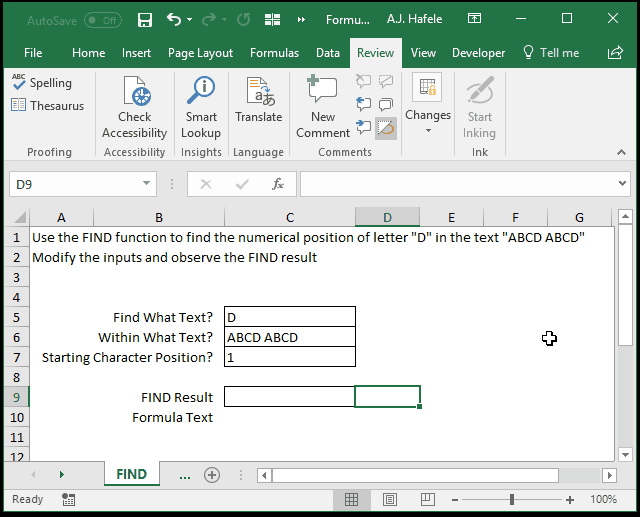 AutoSave Off Formu... A.J. Hafele
File Home Insert Page Layout Formulas Data Review View Developer Tell me
ABC Spelling
Thesaurus
Check Accessibility
Smart Lookup
Translate
New Comment
Changes
Start Inking
Proofing Accessibility Insights Language Comments Ink
D9 fx
A B C D E F G
1 Use the FIND function to find the numerical position of letter "D" in the text "ABCD ABCD"
2 Modify the inputs and observe the FIND result
3
4
5 Find What Text? D
6 Within What Text? ABCD ABCD
7 Starting Character Position? 1
8
9 FIND Result
10 Formula Text
11
12
FIND ...
Ready 100%